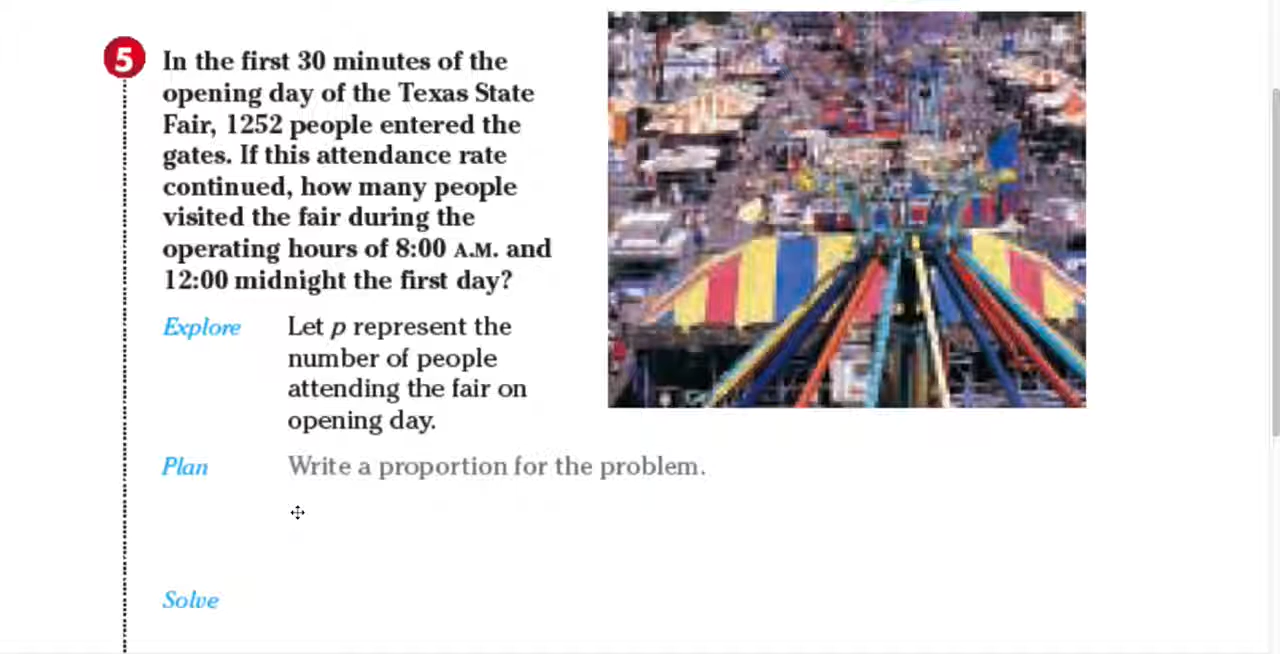 5 In the first 30 minutes of the
opening day of the Texas State
Fair, 1252 people entered the
gates. If this attendance rate
continued, how many people
visited the fair during the
operating hours of 8:00 A.M. and
12:00 midnight the first day?
Explore Let p represent the
number of people
attending the fair on
opening day.
Plan Write a proportion for the problem.
Solve